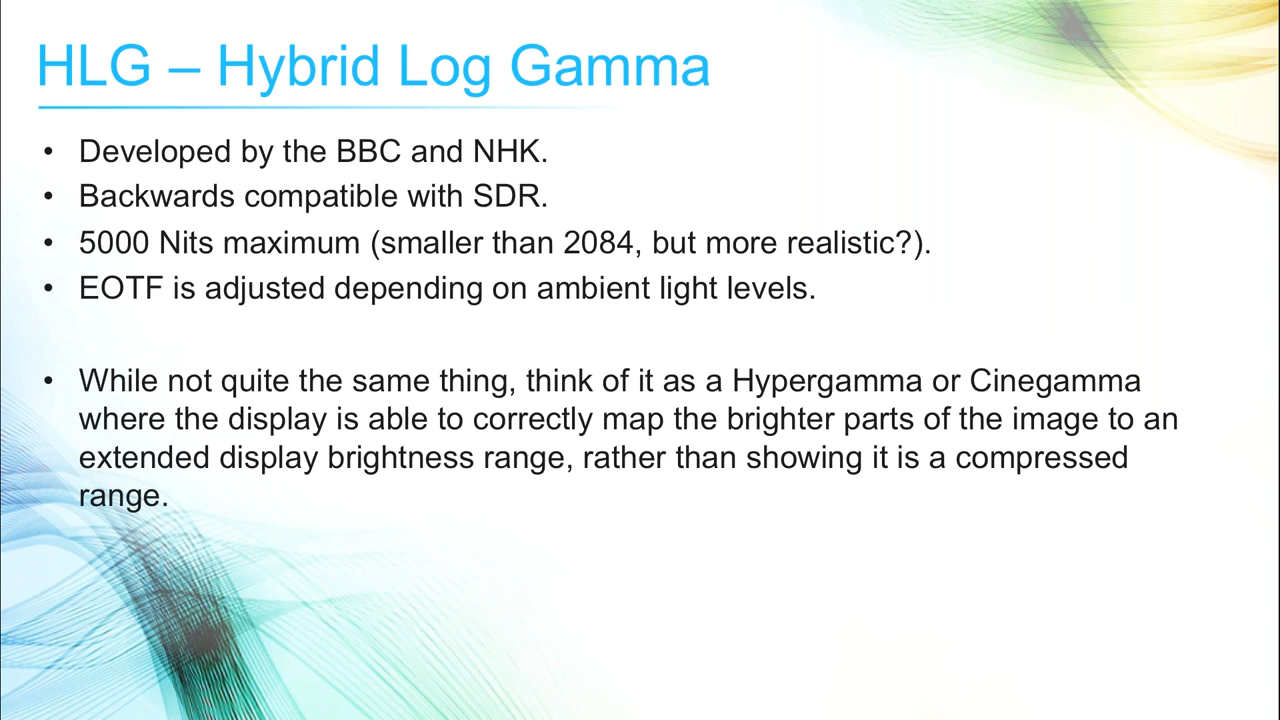 HLG – Hybrid Log Gamma
• Developed by the BBC and NHK.
• Backwards compatible with SDR.
• 5000 Nits maximum (smaller than 2084, but more realistic?).
• EOTF is adjusted depending on ambient light levels.
• While not quite the same thing, think of it as a Hypergamma or Cinegamma
where the display is able to correctly map the brighter parts of the image to an
extended display brightness range, rather than showing it is a compressed
range.